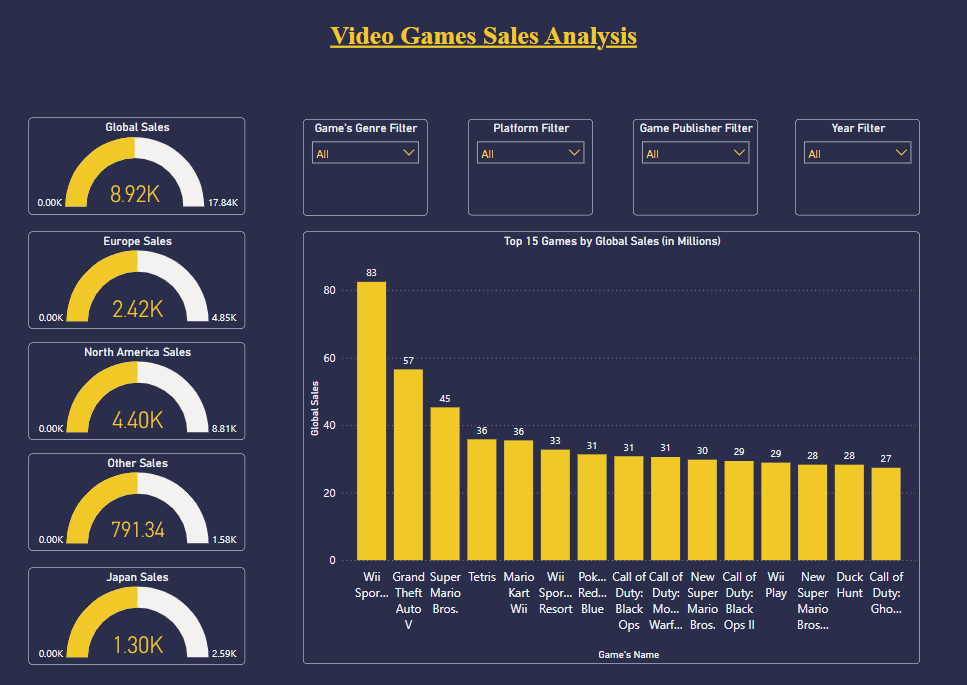 Video Games Sales Analysis
Global Sales
8.92K
0.00K
17.84K
Europe Sales
2.42K
0.00K
4.85K
North America Sales
4.40K
0.00K
8.81K
Other Sales
791.34
0.00K
1.58K
Japan Sales
1.30K
0.00K
2.59K
Game's Genre Filter
All
Platform Filter
All
Game Publisher Filter
All
Year Filter
All
Top 15 Games by Global Sales (in Millions)
Global Sales
80
60
40
20
0
83
57
45
36
36
33
31
31
31
30
29
29
28
28
27
Wii
Spor...
Grand
Theft
Auto
V
Super
Mario
Bros.
Tetris
Mario
Kart
Wii
Wii
Spor...
Resort
Pok...
Red...
Blue
Call of
Duty:
Black
Ops
Call of
Duty:
Mo...
Warf...
New
Super
Mario
Bros.
Call of
Duty:
Black
Ops II
Wii
Play
New
Super
Mario
Bros...
Duck
Hunt
Call of
Duty:
Gho...
Game's Name